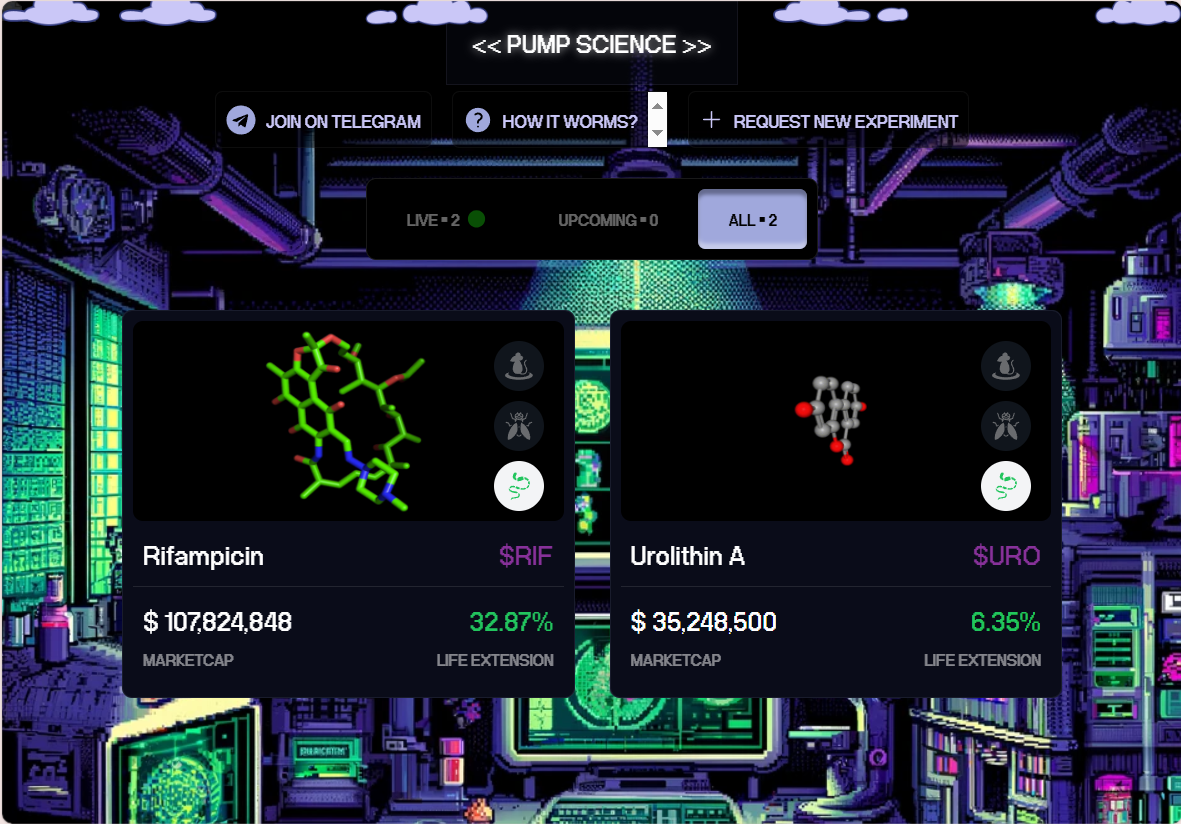 << PUMP SCIENCE >>
JOIN ON TELEGRAM
? HOW IT WORMS?
+ REQUEST NEW EXPERIMENT
LIVE ▪ 2
UPCOMING ▪ 0
ALL ▪ 2
Rifampicin $RIF
$ 107,824,848 32.87%
MARKETCAP LIFE EXTENSION
Urolithin A $URO
$ 35,248,500 6.35%
MARKETCAP LIFE EXTENSION